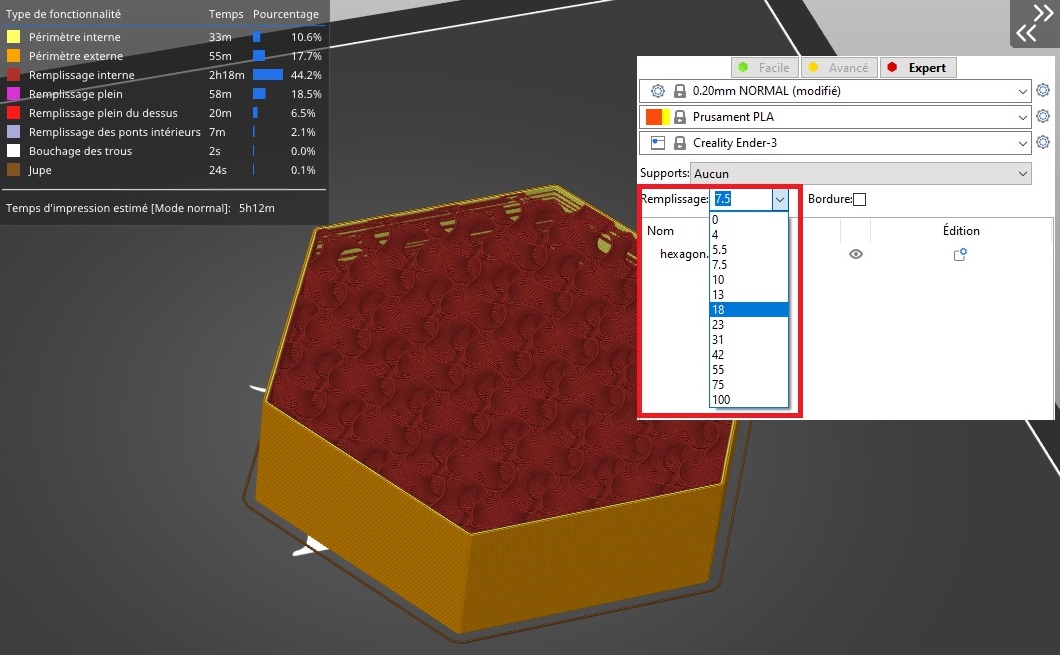 Type de fonctionnalité Temps Pourcentage
Périmètre interne 33m 10.6%
Périmètre externe 55m 17.7%
Remplissage interne 2h18m 44.2%
Remplissage plein 58m 18.5%
Remplissage plein du dessus 20m 6.5%
Remplissage des ponts intérieurs 7m 2.1%
Bouchage des trous 2s 0.0%
Jupe 24s 0.1%
Temps d'impression estimé [Mode normal]: 5h12m
Facile Avancé Expert
0.20mm NORMAL (modifié)
Prusament PLA
Creality Ender-3
Supports: Aucun
Remplissage: 7.5 Bordure:
Nom Édition
hexagon.
0
4
5.5
7.5
10
13
18
23
31
42
55
75
100